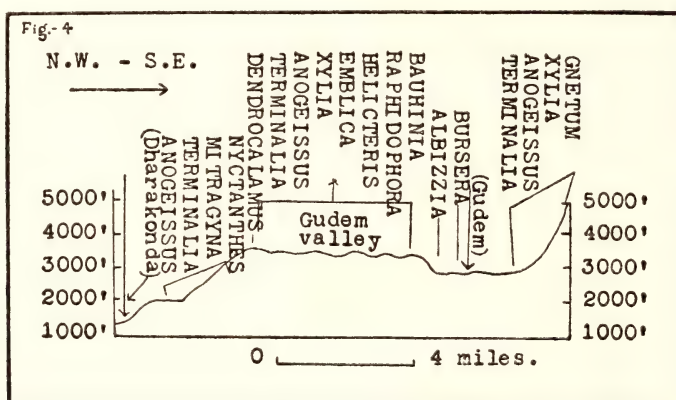 Fig.-4
N.W. - S.E.
(Dharakonda)
ANOGEISSUS
TERMINALIA
MITRAGYNA
NYCTANTHES
DENDROCALAMUS-
TERMINALIA
ANOGEISSUS
XYLIA
EMBLICA
HELICTERIS
RAPHIDOPHORA
BAUHINIA
ALBIZZIA
BURSERA
(Gudem)
TERMINALIA
ANOGEISSUS
XYLIA
GNETUM
5000'
4000'
3000'
2000'
1000'
Gudem
valley
5000'
4000'
3000'
2000'
1000'
0 4 miles.